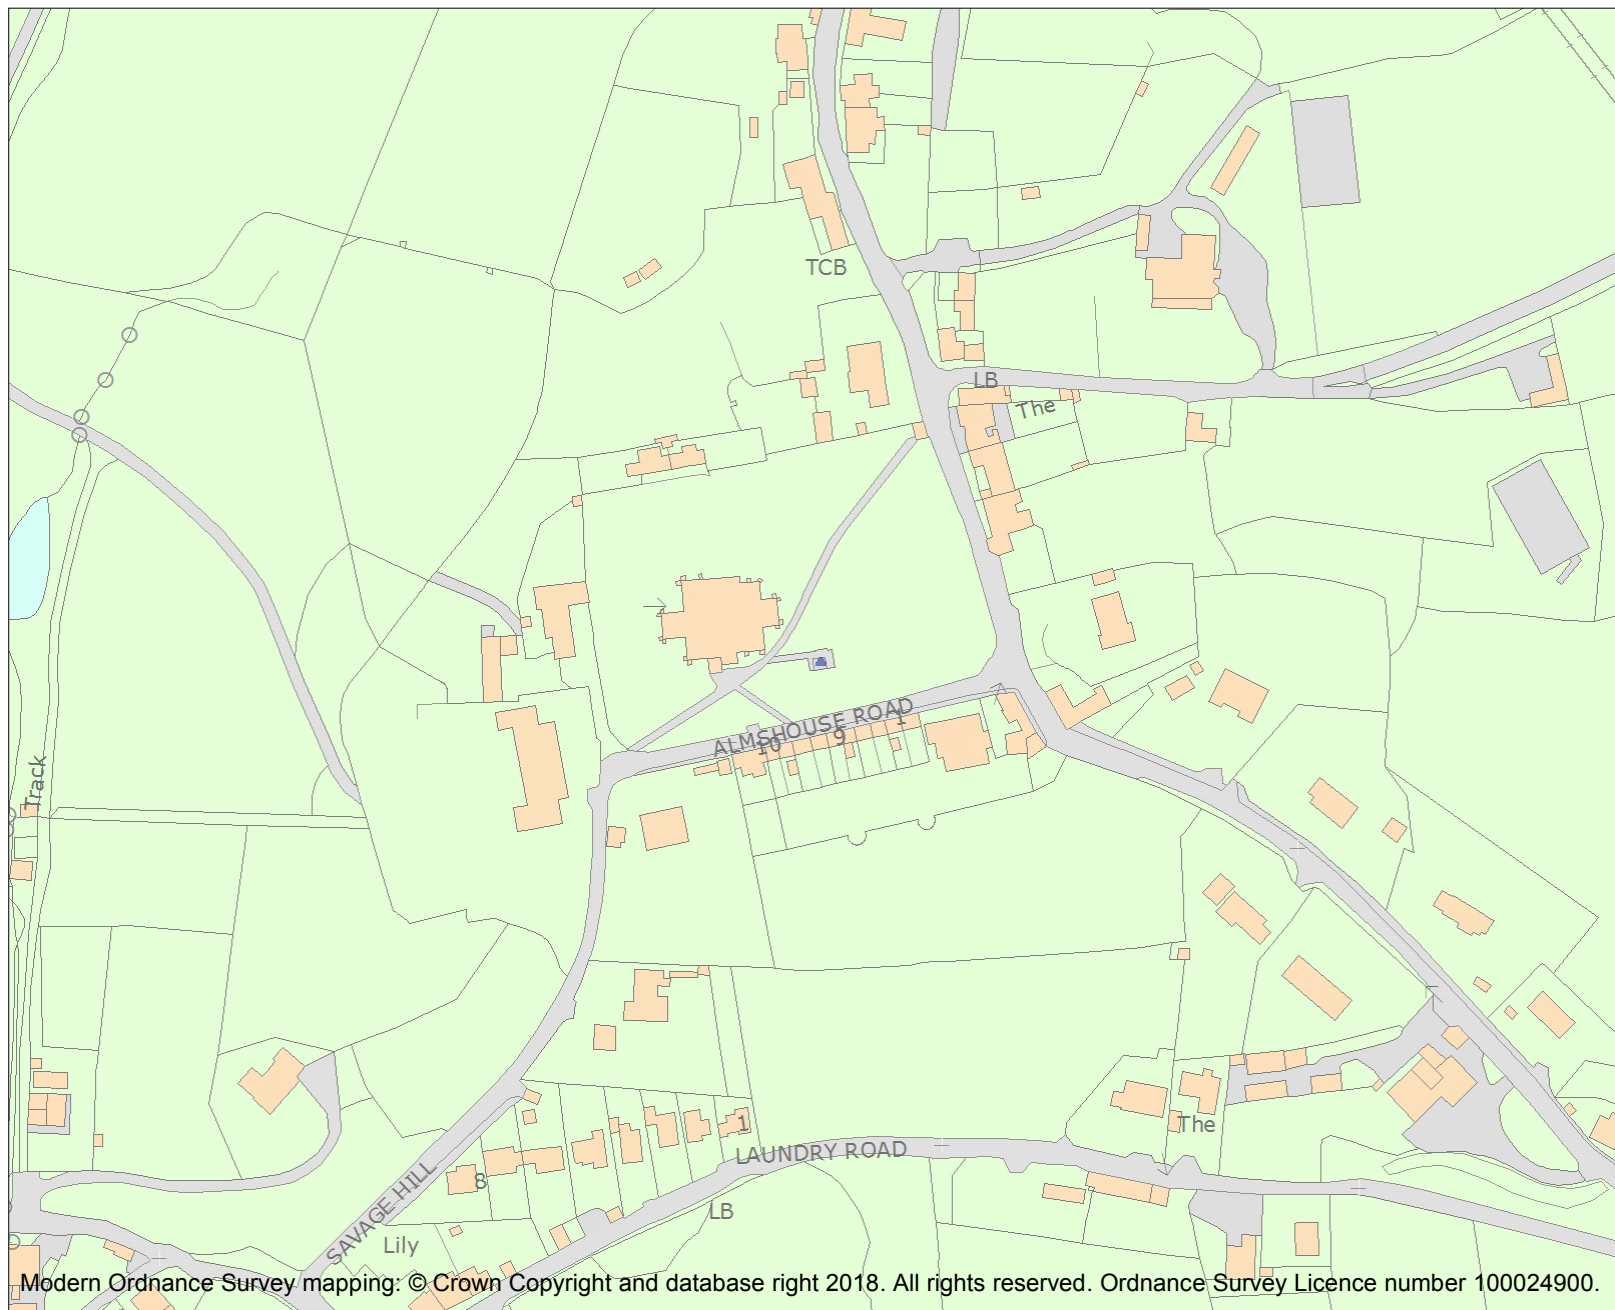 TCB
LB
The
ALMSHOUSE ROAD
1
9
10
Track
1
The
LAUNDRY ROAD
8
SAVAGE HILL
LB
Lily
Modern Ordnance Survey mapping: © Crown Copyright and database right 2018. All rights reserved. Ordnance Survey Licence number 100024900.